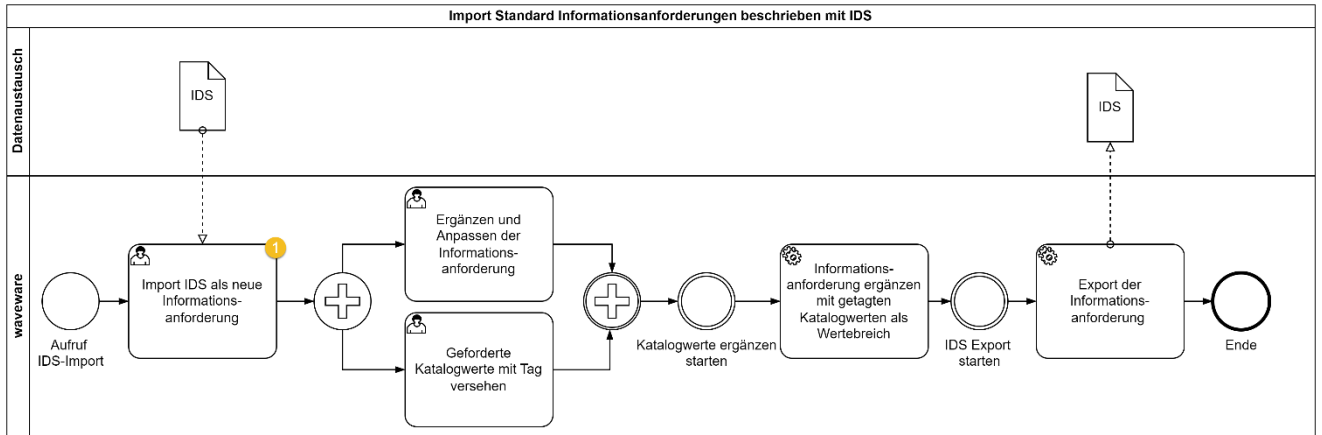 Import Standard Informationsanforderungen beschrieben mit IDS
Datenaustausch
IDS
IDS
waveware
Aufruf
IDS-Import
1
Import IDS als neue
Informations-
anforderung
Ergänzen und
Anpassen der
Informations-
anforderung
Geforderte
Katalogwerte mit Tag
versehen
Katalogwerte ergänzen
starten
Informations-
anforderung ergänzen
mit getagten
Katalogwerten als
Wertebreich
IDS Export
starten
Export der
Informations-
anforderung
Ende